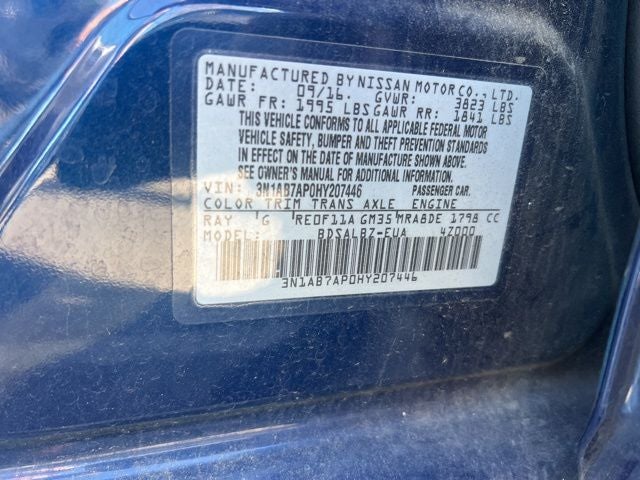 MANUFACTURED BY NISSAN MOTOR CO., LTD.
DATE: 09/16. GVWR: 3823 LBS
GAWR FR: 1995 LBS GAWR RR: 1841 LBS
THIS VEHICLE CONFORMS TO ALL APPLICABLE FEDERAL MOTOR
VEHICLE SAFETY, BUMPER AND THEFT PREVENTION STANDARDS
IN EFFECT ON THE DATE OF MANUFACTURE SHOWN ABOVE.
SEE OWNER'S MANUAL FOR ADDITIONAL INFORMATION
VIN: 3N1AB7AP0HY207446 PASSENGER CAR.
COLOR TRIM TRANS AXLE ENGINE
RAY G RE0F11A GM35 MRA8DE 1798 CC
MODEL: BDSALBZ-EUA 4Z000
3N1AB7AP0HY207446